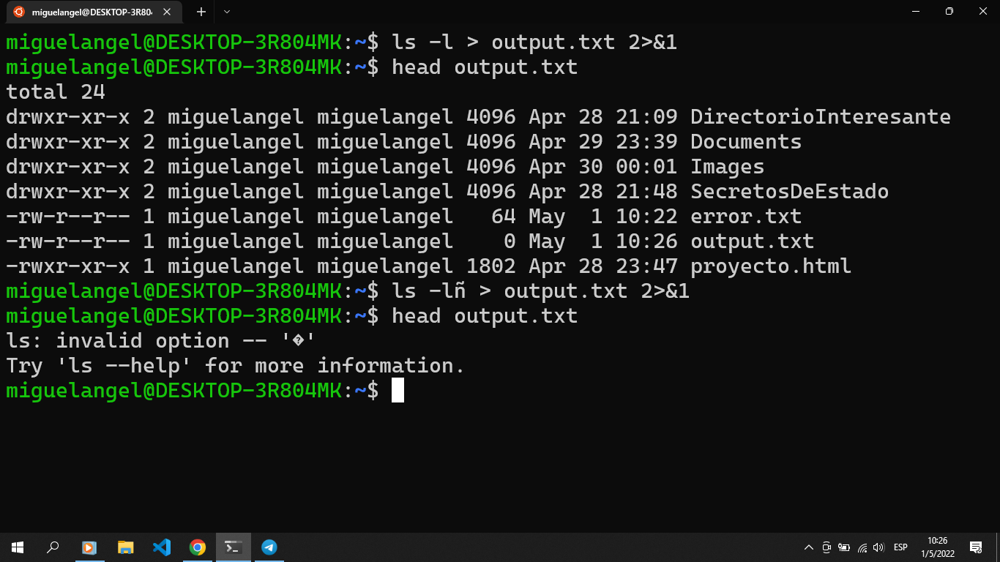 miguelangel@DESKTOP-3R80
miguelangel@DESKTOP-3R804MK:~$ ls -l > output.txt 2>&1
miguelangel@DESKTOP-3R804MK:~$ head output.txt
total 24
drwxr-xr-x 2 miguelangel miguelangel 4096 Apr 28 21:09 DirectorioInteresante
drwxr-xr-x 2 miguelangel miguelangel 4096 Apr 29 23:39 Documents
drwxr-xr-x 2 miguelangel miguelangel 4096 Apr 30 00:01 Images
drwxr-xr-x 2 miguelangel miguelangel 4096 Apr 28 21:48 SecretosDeEstado
-rw-r--r-- 1 miguelangel miguelangel   64 May  1 10:22 error.txt
-rw-r--r-- 1 miguelangel miguelangel    0 May  1 10:26 output.txt
-rwxr-xr-x 1 miguelangel miguelangel 1802 Apr 28 23:47 proyecto.html
miguelangel@DESKTOP-3R804MK:~$ ls -lñ > output.txt 2>&1
miguelangel@DESKTOP-3R804MK:~$ head output.txt
ls: invalid option -- '�'
Try 'ls --help' for more information.
miguelangel@DESKTOP-3R804MK:~$
ESP
10:26
1/5/2022